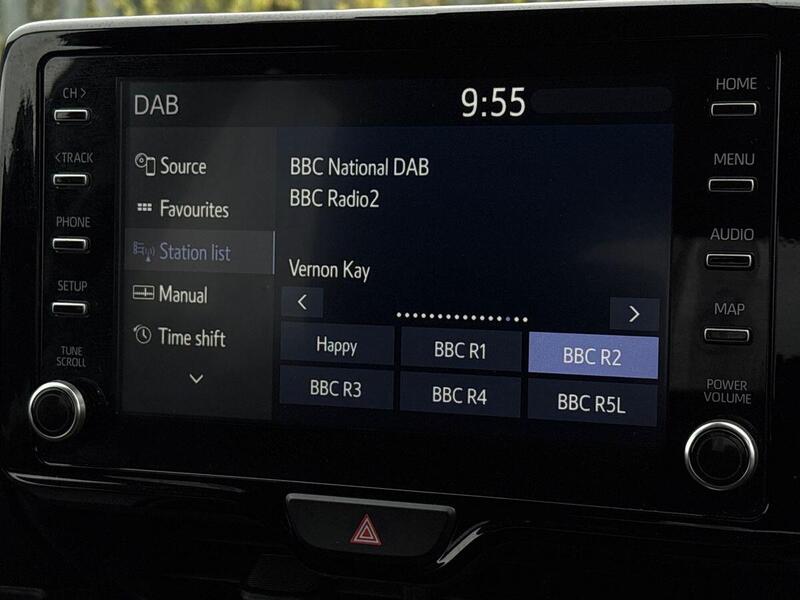 CH >
< TRACK
PHONE
SETUP
TUNE
SCROLL
DAB
9:55
Source
Favourites
Station list
Manual
Time shift
BBC National DAB
BBC Radio2
Vernon Kay
Happy
BBC R1
BBC R2
BBC R3
BBC R4
BBC R5L
HOME
MENU
AUDIO
MAP
POWER
VOLUME